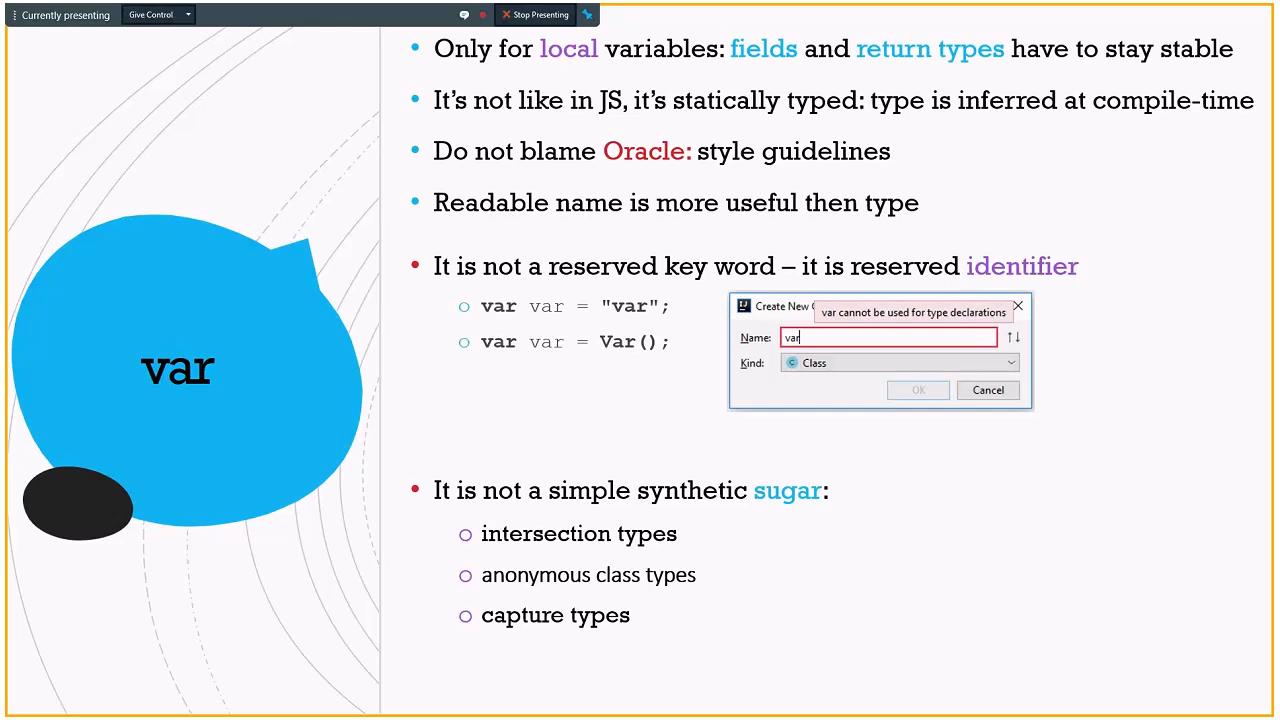 Currently presenting
Give Control
Stop Presenting
Only for local variables: fields and return types have to stay stable
It's not like in JS, it's statically typed: type is inferred at compile-time
Do not blame Oracle: style guidelines
Readable name is more useful then type
It is not a reserved key word – it is reserved identifier
var var = "var";
var var = Var();
Create New
var cannot be used for type declarations
Name: var
Kind: Class
OK
Cancel
var
It is not a simple synthetic sugar:
intersection types
anonymous class types
capture types